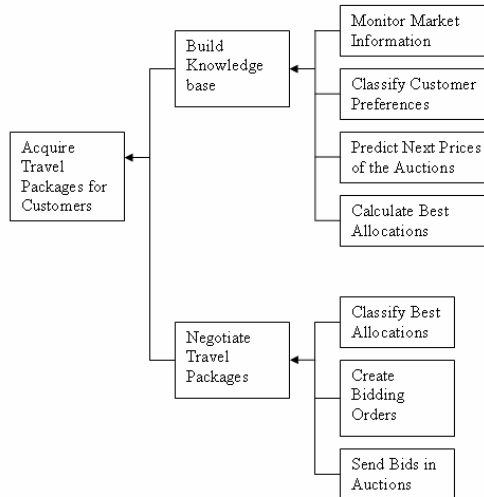 Acquire
Travel
Packages for
Customers
Build
Knowledge
base
Monitor Market
Information
Classify Customer
Preferences
Predict Next Prices
of the Auctions
Calculate Best
Allocations
Negotiate
Travel
Packages
Classify Best
Allocations
Create
Bidding
Orders
Send Bids in
Auctions